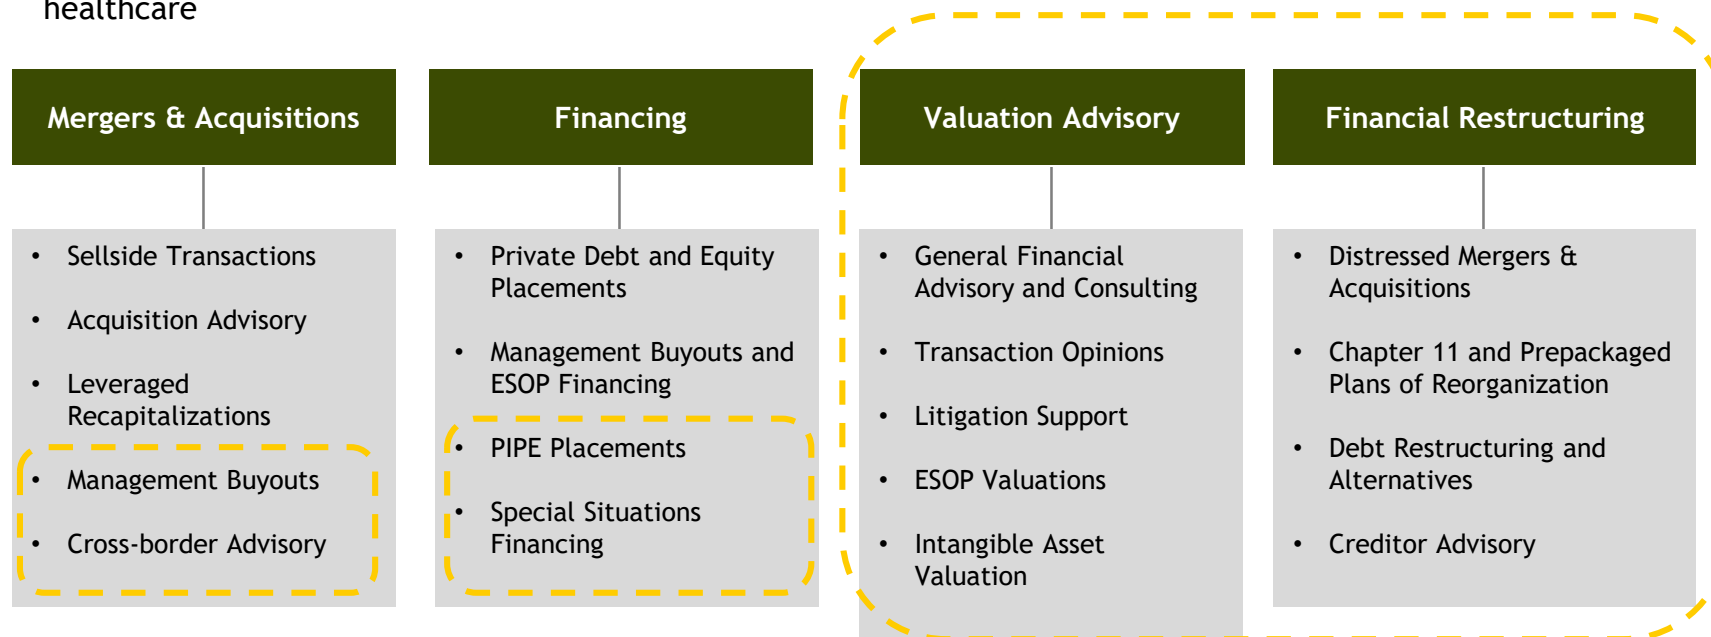 healthcare
Mergers & Acquisitions
• Sellside Transactions
• Acquisition Advisory
• Leveraged
Recapitalizations
• Management Buyouts
• Cross-border Advisory
Financing
• Private Debt and Equity
Placements
• Management Buyouts and
ESOP Financing
• PIPE Placements
• Special Situations
Financing
Valuation Advisory
• General Financial
Advisory and Consulting
• Transaction Opinions
• Litigation Support
• ESOP Valuations
• Intangible Asset
Valuation
Financial Restructuring
• Distressed Mergers &
Acquisitions
• Chapter 11 and Prepackaged
Plans of Reorganization
• Debt Restructuring and
Alternatives
• Creditor Advisory